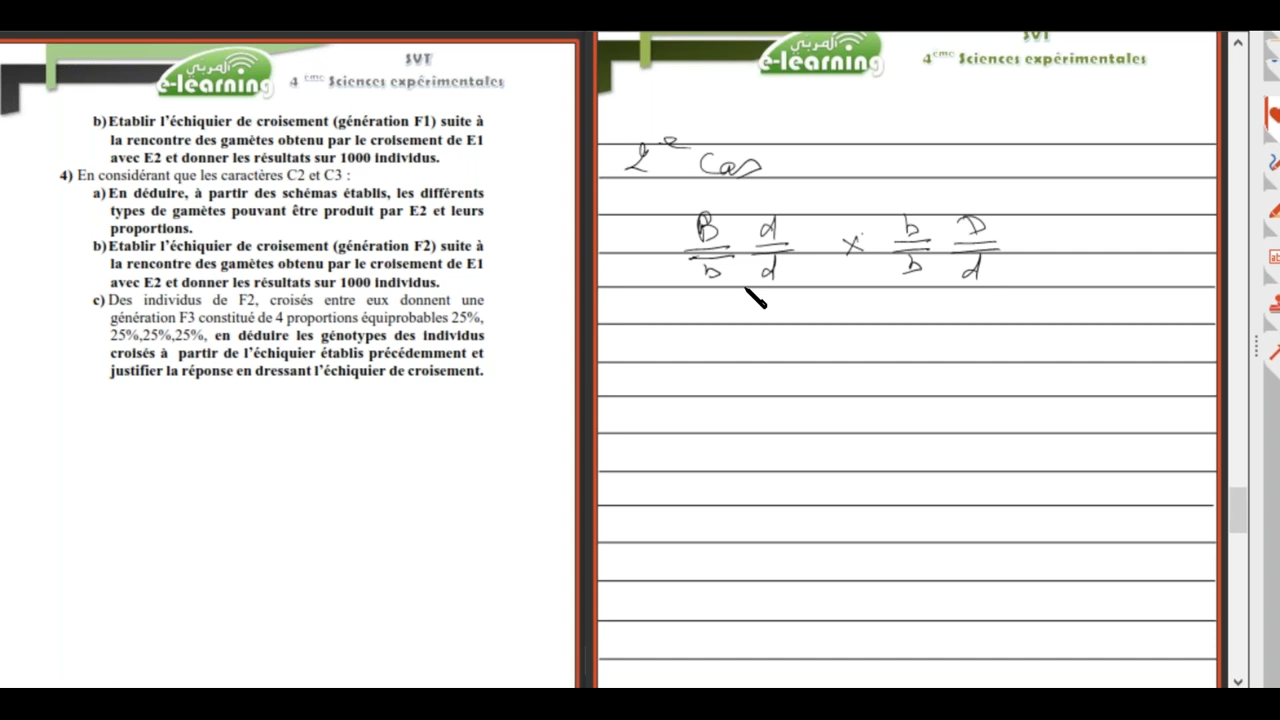 العربي
e-learning
SVT
4 ème Sciences expérimentales
b) Etablir l'échiquier de croisement (génération F1) suite à
la rencontre des gamètes obtenu par le croisement de E1
avec E2 et donner les résultats sur 1000 individus.
4) En considérant que les caractères C2 et C3 :
a) En déduire, à partir des schémas établis, les différents
types de gamètes pouvant être produit par E2 et leurs
proportions.
b) Etablir l'échiquier de croisement (génération F2) suite à
la rencontre des gamètes obtenu par le croisement de E1
avec E2 et donner les résultats sur 1000 individus.
c) Des individus de F2, croisés entre eux donnent une
génération F3 constitué de 4 proportions équiprobables 25%,
25%,25%,25%, en déduire les génotypes des individus
croisés à partir de l'échiquier établis précédemment et
justifier la réponse en dressant l'échiquier de croisement.
العربي
e-learning
SVT
4ème Sciences expérimentales
2e Cas
B d × b D
b d b d